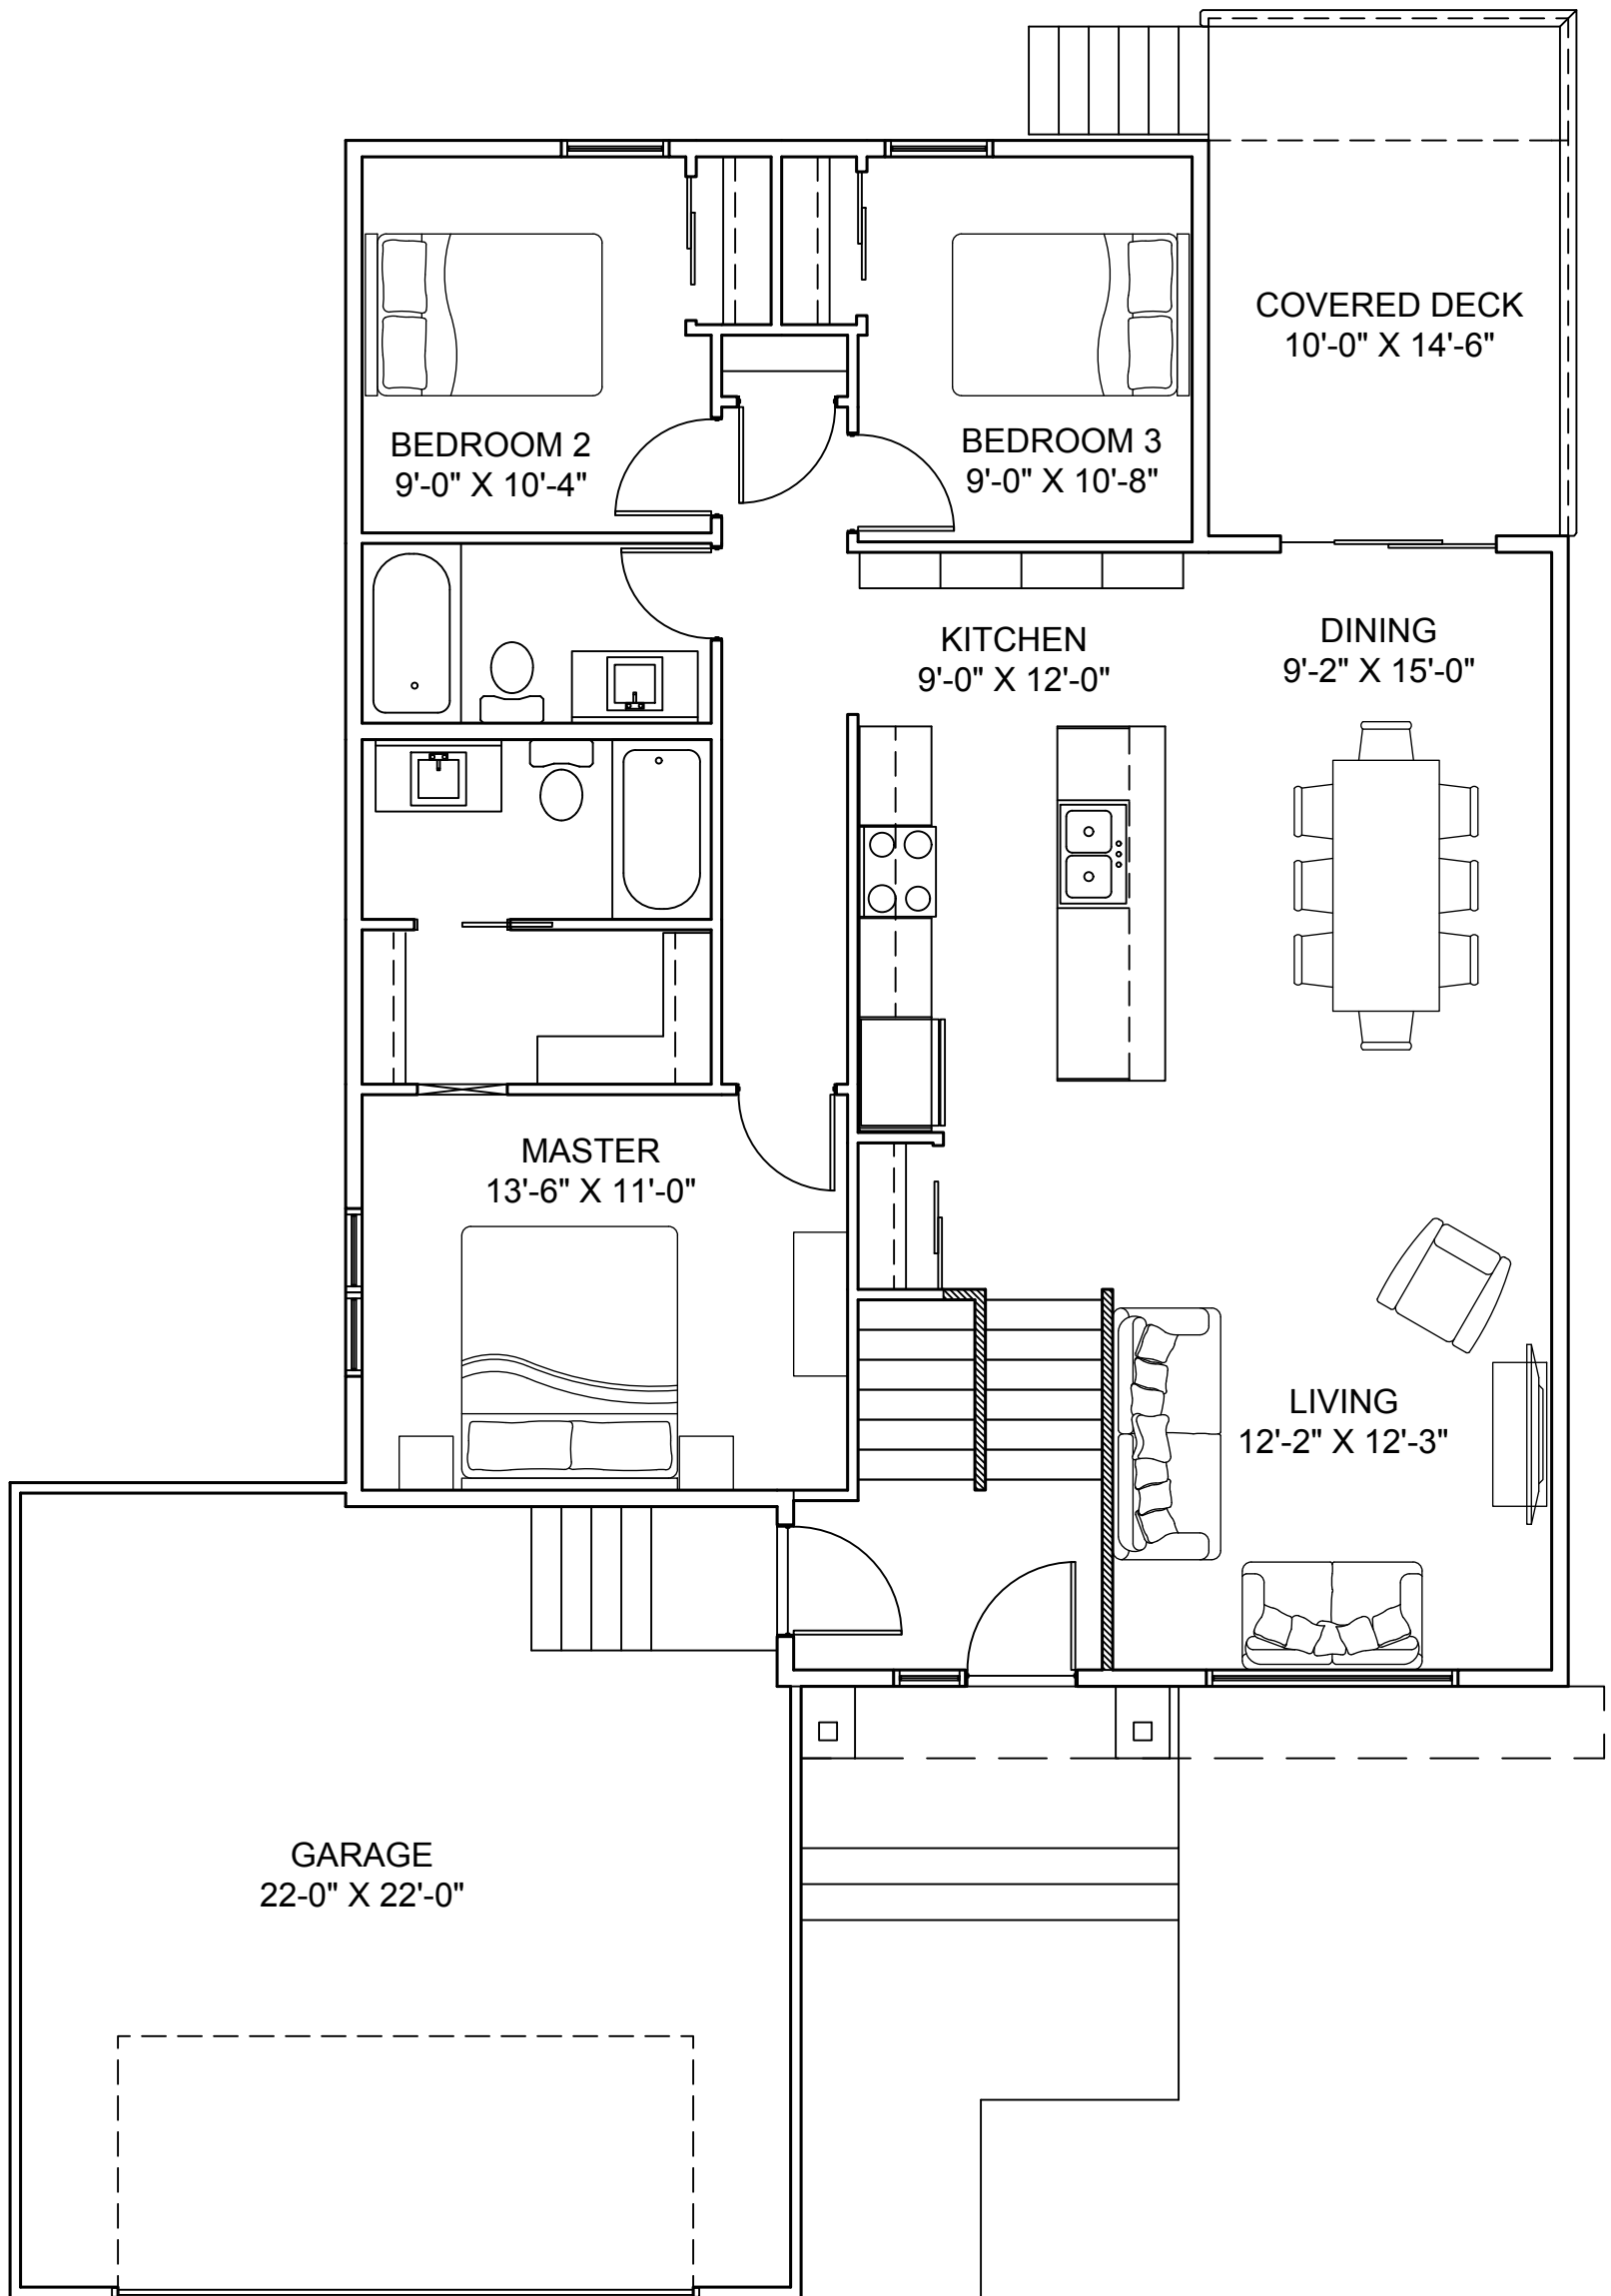 COVERED DECK
10'-0" X 14'-6"
BEDROOM 2
9'-0" X 10'-4"
BEDROOM 3
9'-0" X 10'-8"
KITCHEN
9'-0" X 12'-0"
DINING
9'-2" X 15'-0"
MASTER
13'-6" X 11'-0"
LIVING
12'-2" X 12'-3"
GARAGE
22-0" X 22'-0"